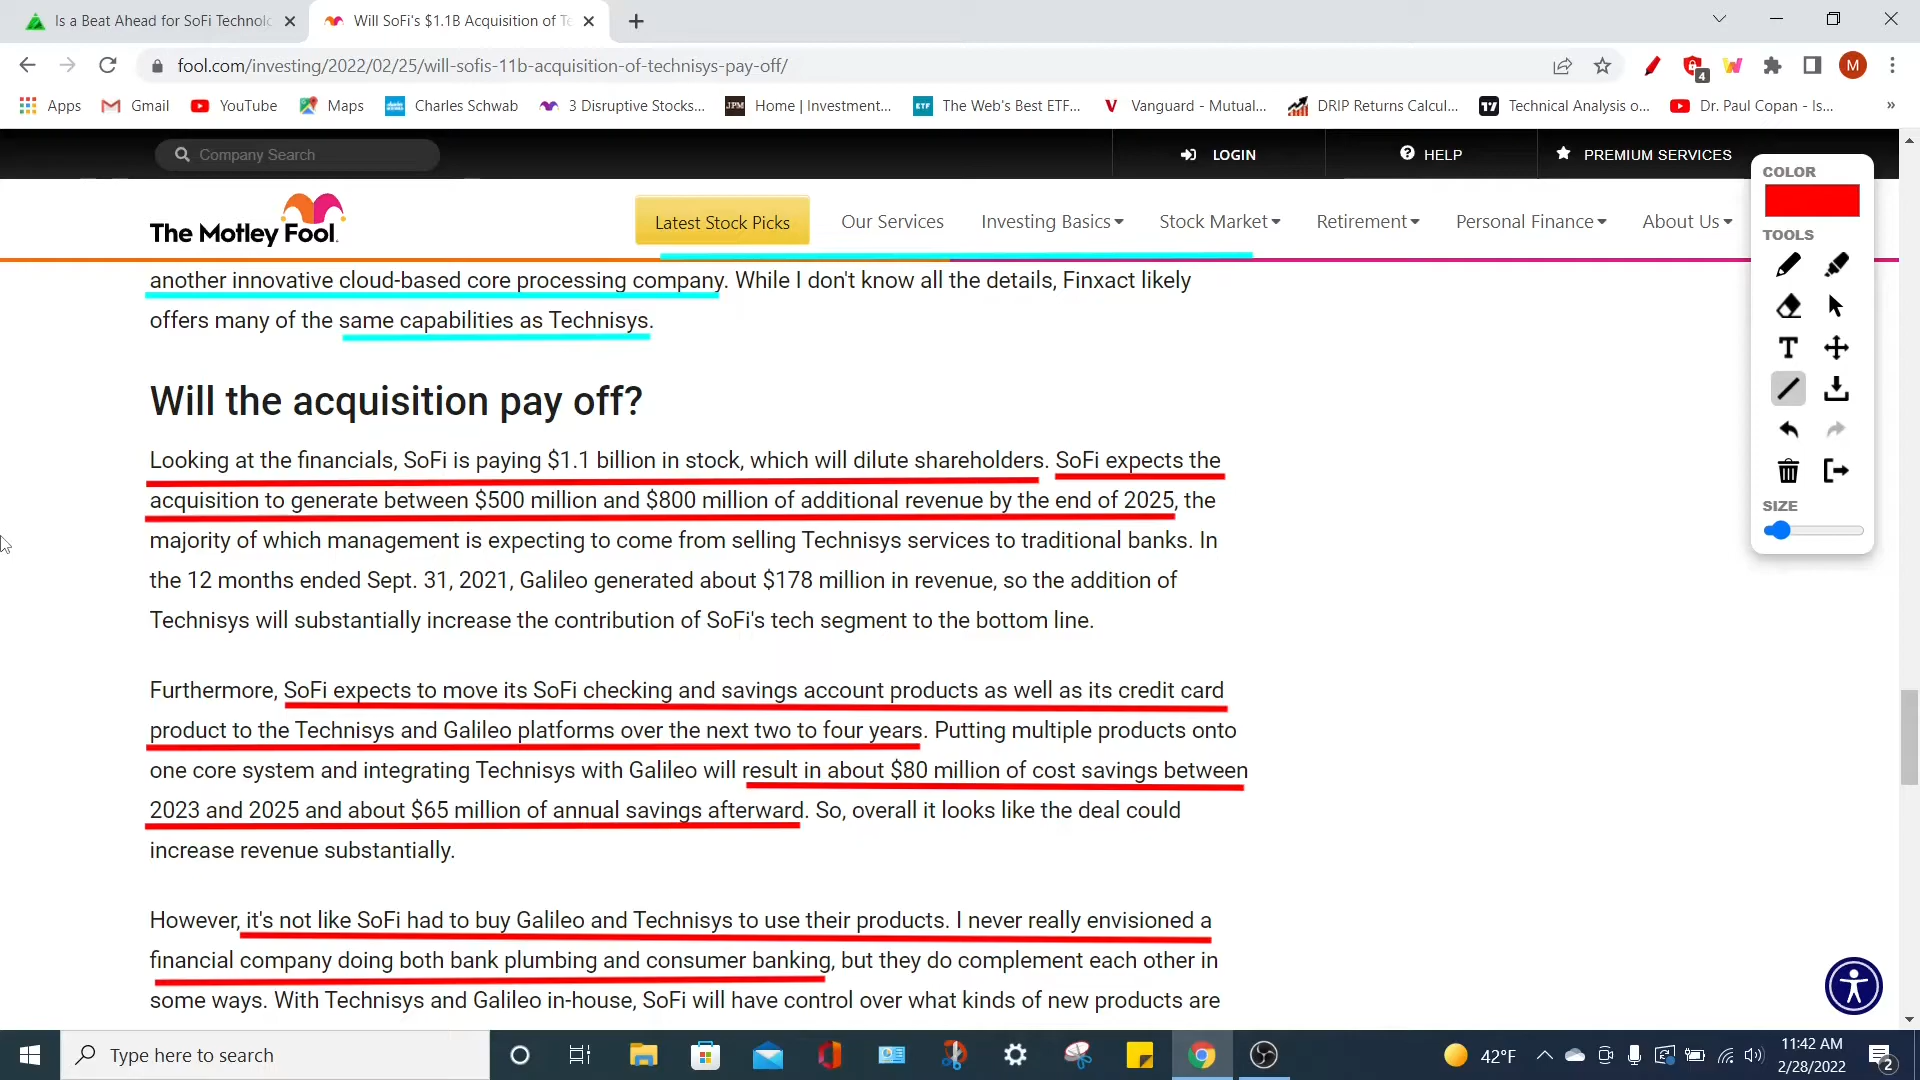 Is a Beat Ahead for SoFi Technolo
Will SoFi's $1.1B Acquisition of Te
fool.com/investing/2022/02/25/will-sofis-11b-acquisition-of-technisys-pay-off/
4
M
Apps
Gmail
YouTube
Maps
Charles Schwab
3 Disruptive Stocks...
JPM
Home | Investment...
ETF
The Web's Best ETF...
Vanguard - Mutual...
DRIP Returns Calcul...
Technical Analysis o...
Dr. Paul Copan - Is...
»
Company Search
LOGIN
HELP
PREMIUM SERVICES
The Motley Fool.
Latest Stock Picks
Our Services
Investing Basics
Stock Market
Retirement
Personal Finance
About Us
COLOR
TOOLS
T
SIZE
another innovative cloud-based core processing company. While I don't know all the details, Finxact likely
offers many of the same capabilities as Technisys.
Will the acquisition pay off?
Looking at the financials, SoFi is paying $1.1 billion in stock, which will dilute shareholders. SoFi expects the
acquisition to generate between $500 million and $800 million of additional revenue by the end of 2025, the
majority of which management is expecting to come from selling Technisys services to traditional banks. In
the 12 months ended Sept. 31, 2021, Galileo generated about $178 million in revenue, so the addition of
Technisys will substantially increase the contribution of SoFi's tech segment to the bottom line.
Furthermore, SoFi expects to move its SoFi checking and savings account products as well as its credit card
product to the Technisys and Galileo platforms over the next two to four years. Putting multiple products onto
one core system and integrating Technisys with Galileo will result in about $80 million of cost savings between
2023 and 2025 and about $65 million of annual savings afterward. So, overall it looks like the deal could
increase revenue substantially.
However, it's not like SoFi had to buy Galileo and Technisys to use their products. I never really envisioned a
financial company doing both bank plumbing and consumer banking, but they do complement each other in
some ways. With Technisys and Galileo in-house, SoFi will have control over what kinds of new products are
Type here to search
42°F
11:42 AM
2/28/2022
2